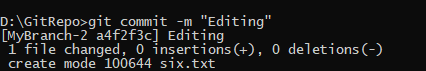 D:\GitRepo>git commit -m "Editing"
[MyBranch-2 a4f2f3c] Editing
 1 file changed, 0 insertions(+), 0 deletions(-)
 create mode 100644 six.txt